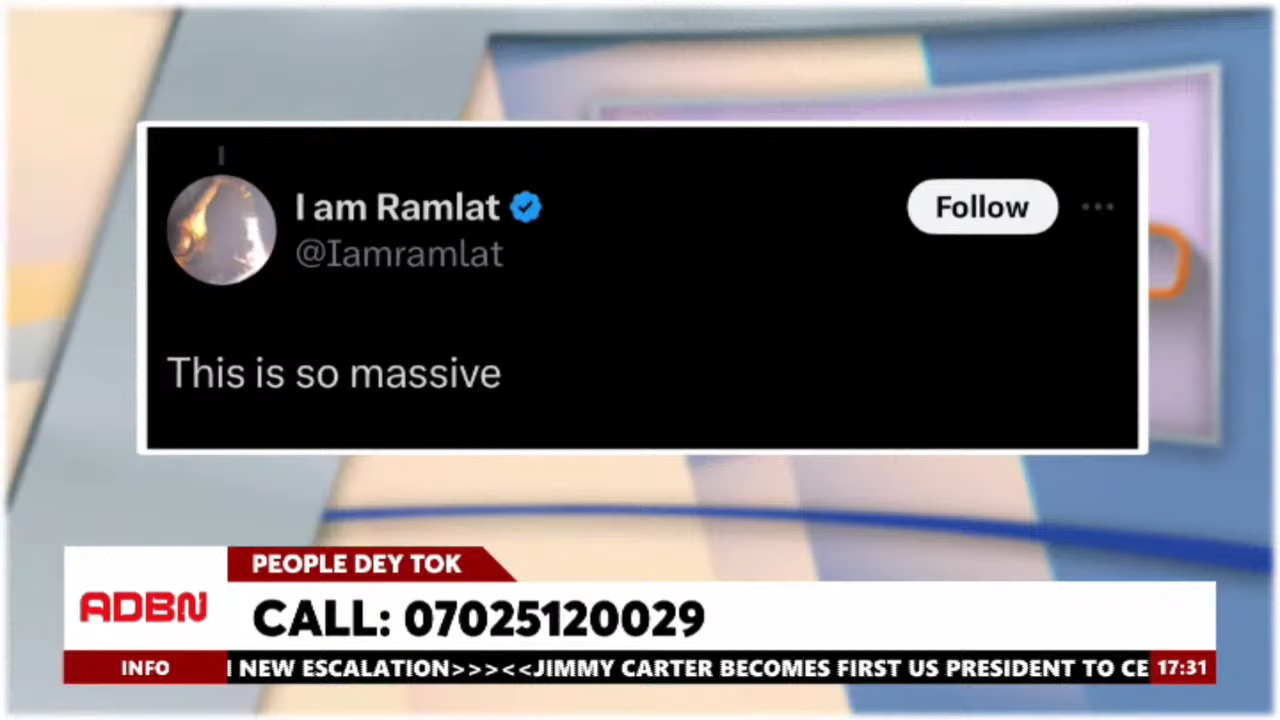 I am Ramlat
@Iamramlat
Follow
This is so massive
PEOPLE DEY TOK
ADBN
CALL: 07025120029
INFO
NEW ESCALATION>>><<JIMMY CARTER BECOMES FIRST US PRESIDENT TO CE
17:31